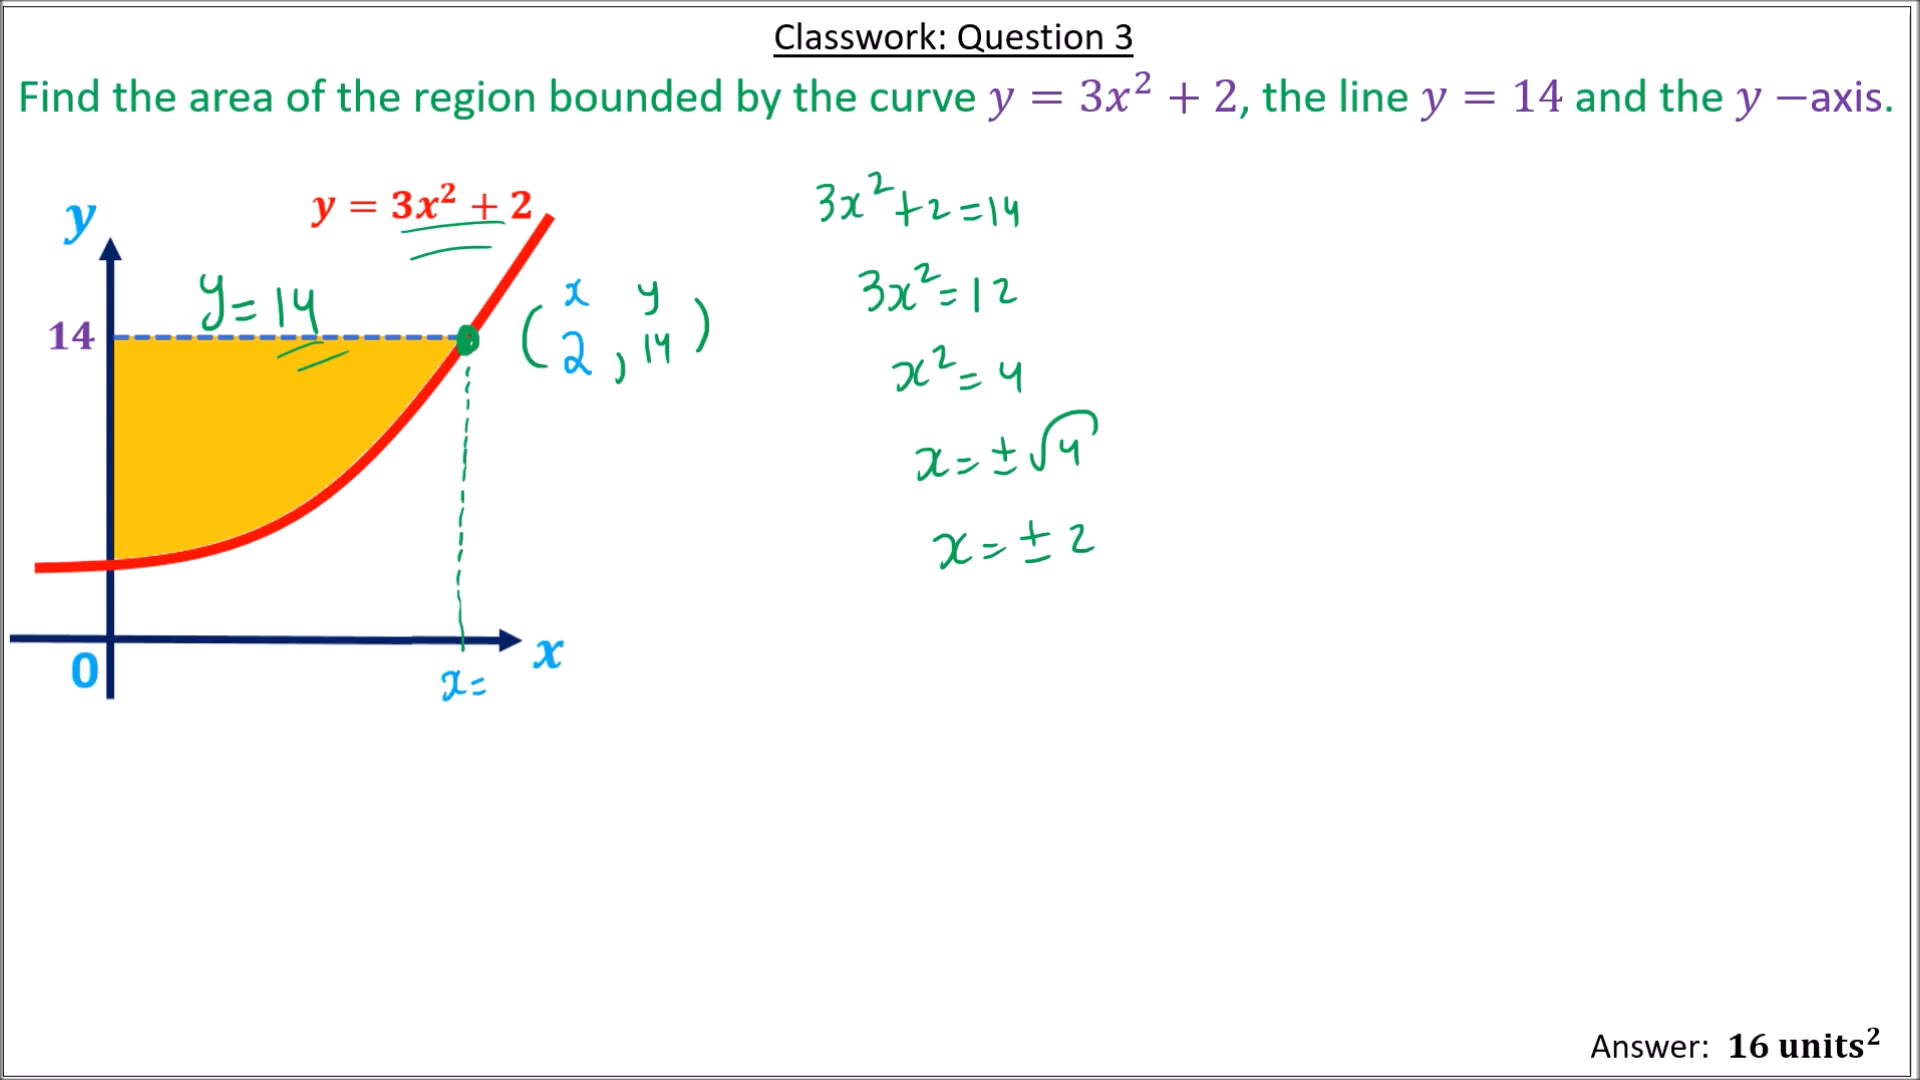 Classwork: Question 3
Find the area of the region bounded by the curve y = 3x² + 2, the line y = 14 and the y −axis.
y = 3x² + 2
y
y = 14
14
x y
(2, 14)
0
x
x =
3x² + 2 = 14
3x² = 12
x² = 4
x = ± √4
x = ± 2
Answer: 16 units²